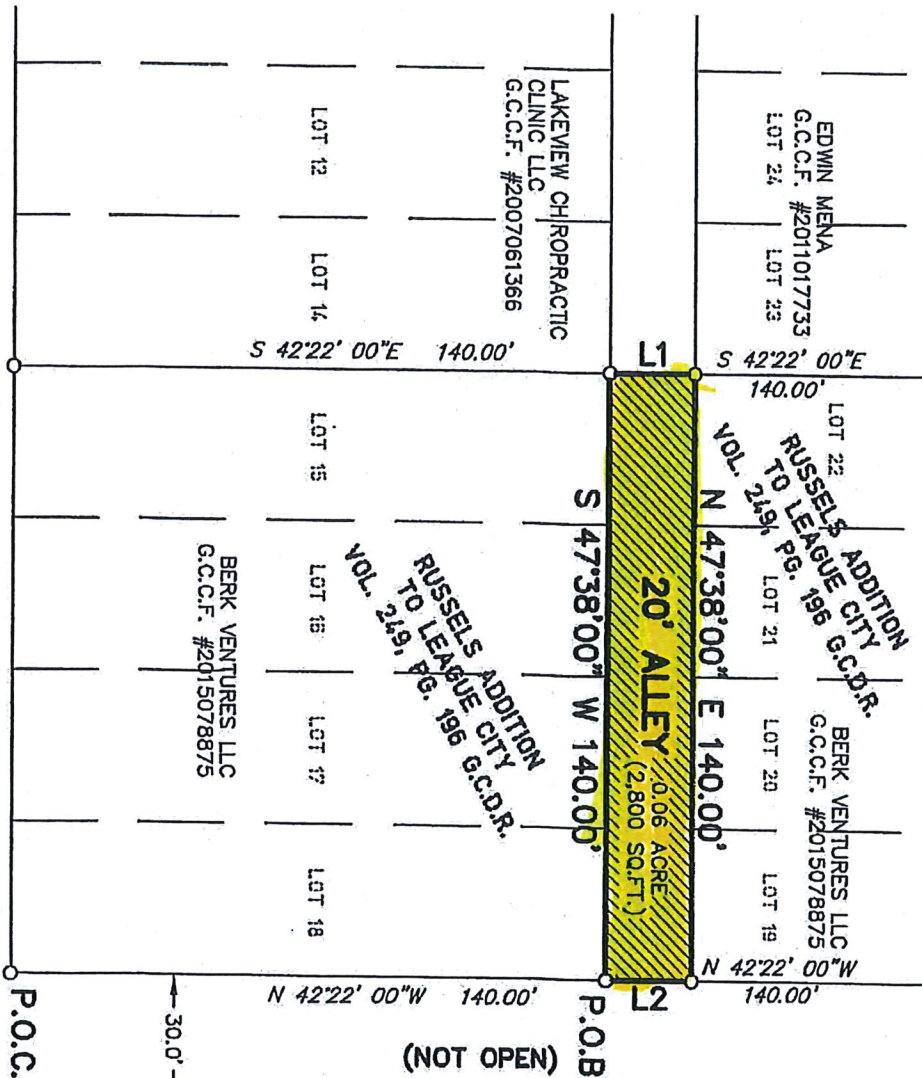 EDWIN MENA
G.C.C.F. #2011017733
LOT 24
LOT 23
LAKEVIEW CHIROPRACTIC
CLINIC LLC
G.C.C.F. #2007061366
LOT 12
LOT 14
S 42°22' 00"E 140.00'
L1
S 42°22' 00"E
140.00'
LOT 22
RUSSELS ADDITION
TO LEAGUE CITY
VOL. 249, PG. 196 G.C.D.R.
N 47°38'00" E 140.00'
20' ALLEY
0.06 ACRE
(2,800 SQ.FT.)
S 47°38'00" W 140.00'
LOT 21
LOT 20
LOT 19
BERK VENTURES LLC
G.C.C.F. #2015078875
LOT 15
LOT 16
LOT 17
LOT 18
RUSSELS ADDITION
TO LEAGUE CITY
VOL. 249, PG. 196 G.C.D.R.
BERK VENTURES LLC
G.C.C.F. #2015078875
N 42°22' 00"W 140.00'
L2
N 42°22' 00"W
140.00'
P.O.C.
30.0'
(NOT OPEN)
P.O.B